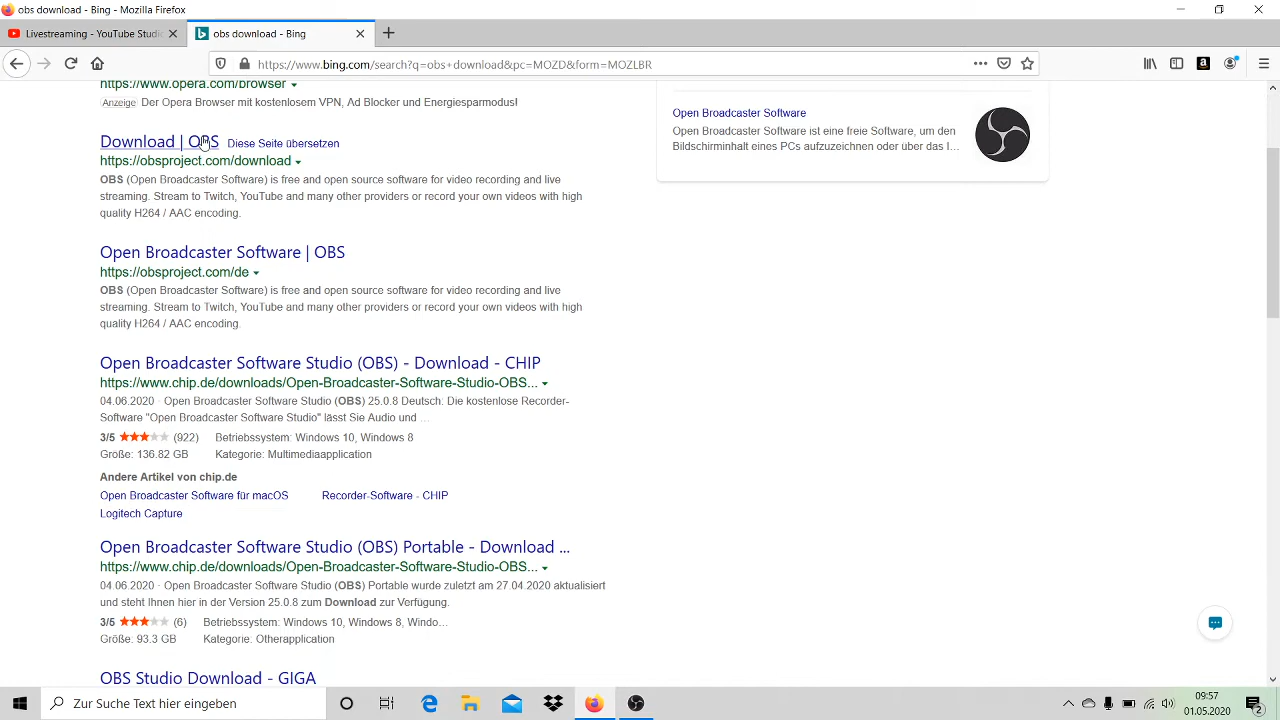 obs download - Bing - Mozilla Firefox
Livestreaming - YouTube Studio
obs download - Bing
https://www.bing.com/search?q=obs+download&pc=MOZD&form=MOZLBR
https://www.opera.com/browser
Anzeige Der Opera Browser mit kostenlosem VPN, Ad Blocker und Energiesparmodus!
Download | OBS Diese Seite übersetzen
https://obsproject.com/download
OBS (Open Broadcaster Software) is free and open source software for video recording and live
streaming. Stream to Twitch, YouTube and many other providers or record your own videos with high
quality H264 / AAC encoding.
Open Broadcaster Software | OBS
https://obsproject.com/de
OBS (Open Broadcaster Software) is free and open source software for video recording and live
streaming. Stream to Twitch, YouTube and many other providers or record your own videos with high
quality H264 / AAC encoding.
Open Broadcaster Software Studio (OBS) - Download - CHIP
https://www.chip.de/downloads/Open-Broadcaster-Software-Studio-OBS...
04.06.2020 · Open Broadcaster Software Studio (OBS) 25.0.8 Deutsch: Die kostenlose Recorder-
Software "Open Broadcaster Software Studio" lässt Sie Audio und ...
3/5 (922) Betriebssystem: Windows 10, Windows 8
Größe: 136.82 GB Kategorie: Multimediaapplication
Andere Artikel von chip.de
Open Broadcaster Software für macOS Recorder-Software - CHIP
Logitech Capture
Open Broadcaster Software Studio (OBS) Portable - Download ...
https://www.chip.de/downloads/Open-Broadcaster-Software-Studio-OBS...
04.06.2020 · Open Broadcaster Software Studio (OBS) Portable wurde zuletzt am 27.04.2020 aktualisiert
und steht Ihnen hier in der Version 25.0.8 zum Download zur Verfügung.
3/5 (6) Betriebssystem: Windows 10, Windows 8, Windo...
Größe: 93.3 GB Kategorie: Otherapplication
OBS Studio Download - GIGA
Open Broadcaster Software
Open Broadcaster Software ist eine freie Software, um den
Bildschirminhalt eines PCs aufzuzeichnen oder über das I...
Zur Suche Text hier eingeben
09:57
01.05.2020
2